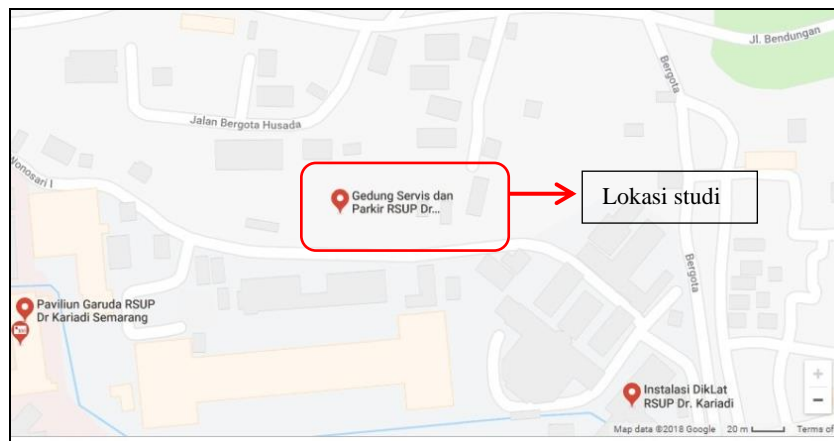 Jl. Bendungan
Bergota
Jalan Bergota Husada
Wonosari I
Gedung Servis dan
Parkir RSUP Dr...
Lokasi studi
Bergota
Paviliun Garuda RSUP
Dr Kariadi Semarang
Instalasi DikLat
RSUP Dr. Kariadi
+
−
Map data ©2018 Google 20 m Terms of